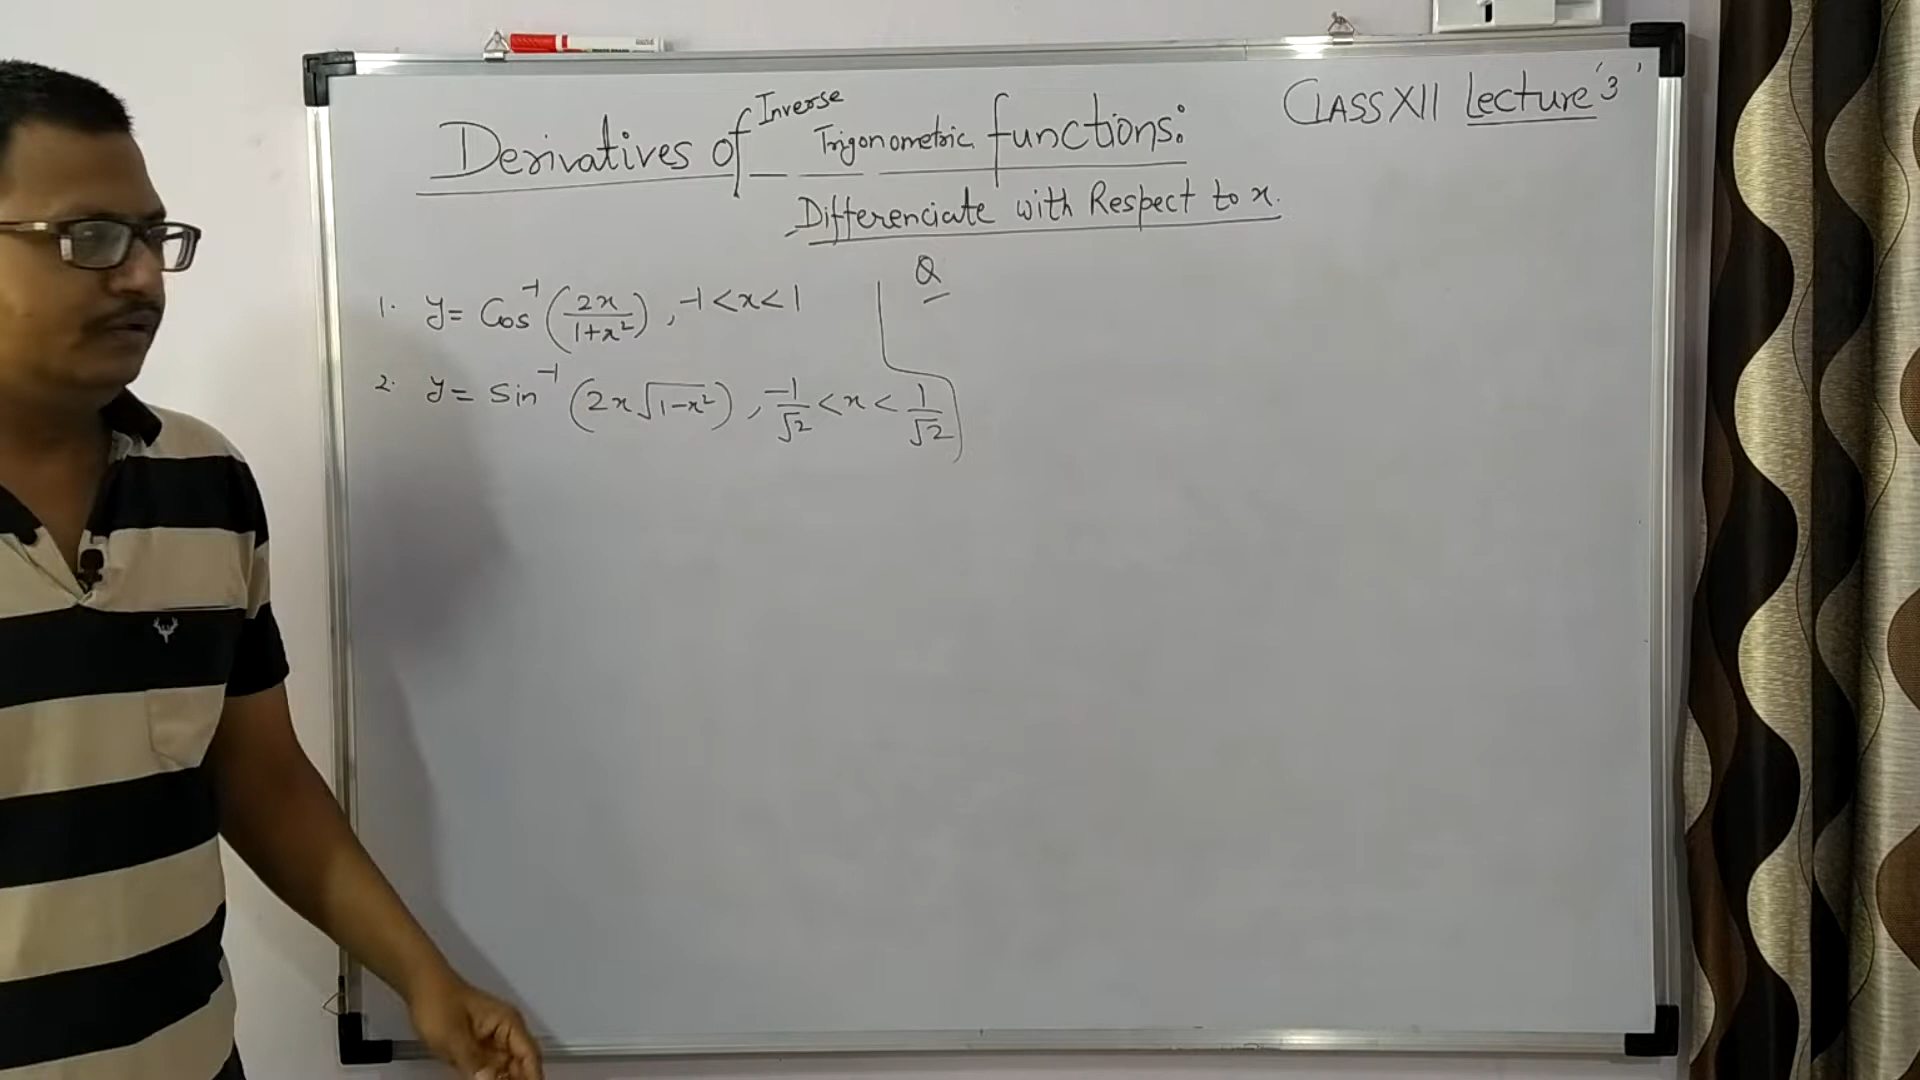 Derivatives of Inverse Trigonometric functions:
CLASS XII Lecture '3'
Differenciate with Respect to x.
1. y = Cos⁻¹ (2x/(1+x²)), -1 < x < 1
Q
2. y = Sin⁻¹ (2x√(1-x²)), -1/√2 < x < 1/√2